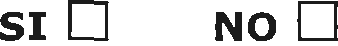 SI ☐ NO ☐